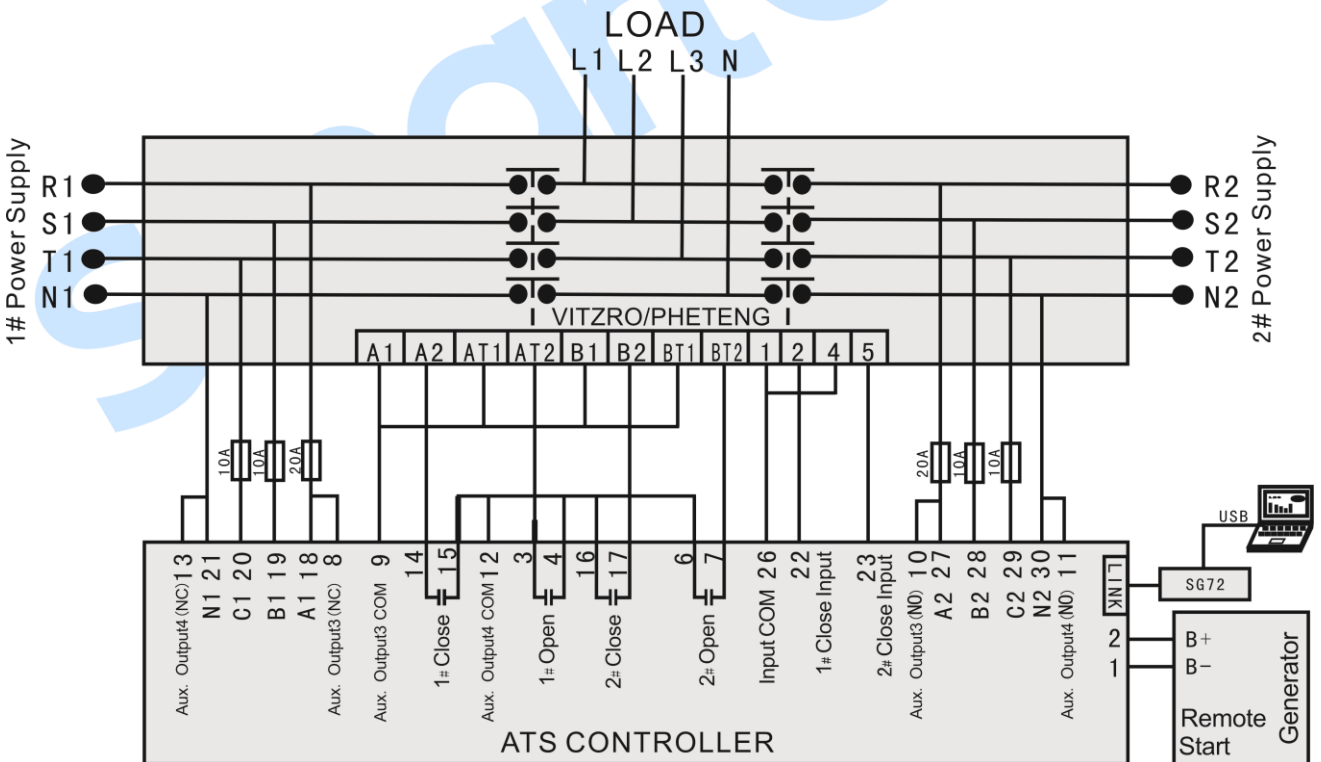 LOAD
L1 L2 L3 N
1# Power Supply
R1
S1
T1
N1
R2
S2
T2
N2
2# Power Supply
VITZRO/PHETENG
A1 A2 AT1 AT2 B1 B2 BT1 BT2 1 2 4 5
10A
10A
20A
20A
10A
10A
USB
SG72
LINK
Aux. Output4 (NC) 13
N1 21
C1 20
B1 19
A1 18
Aux. Output3 (NC) 8
Aux. Output3 COM 9
14
1# Close 15
Aux. Output4 COM 12
3
1# Open 4
16
2# Close 17
6
2# Open 7
Input COM 26
1# Close Input 22
2# Close Input 23
Aux. Output3 (NO) 10
A2 27
B2 28
C2 29
N2 30
Aux. Output4 (NO) 11
2
1
B+
B-
Remote
Start
Generator
ATS CONTROLLER